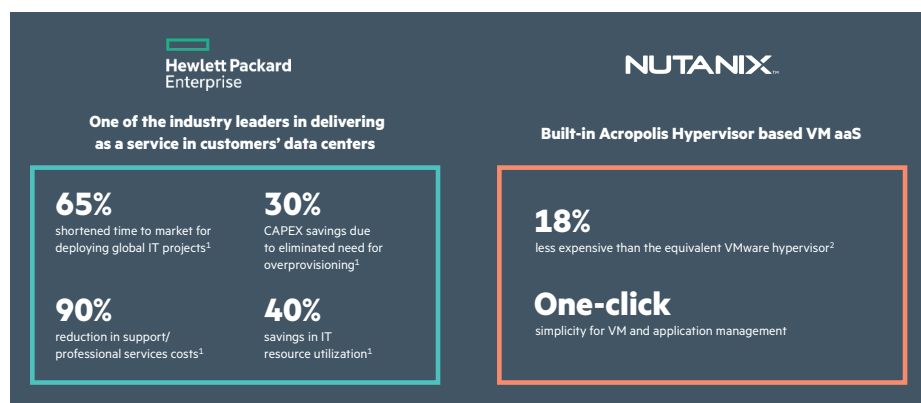 Hewlett Packard
Enterprise
One of the industry leaders in delivering
as a service in customers’ data centers
65%
shortened time to market for
deploying global IT projects¹
30%
CAPEX savings due
to eliminated need for
overprovisioning¹
90%
reduction in support/
professional services costs¹
40%
savings in IT
resource utilization¹
NUTANIX™
Built-in Acropolis Hypervisor based VM aaS
18%
less expensive than the equivalent VMware hypervisor²
One-click
simplicity for VM and application management